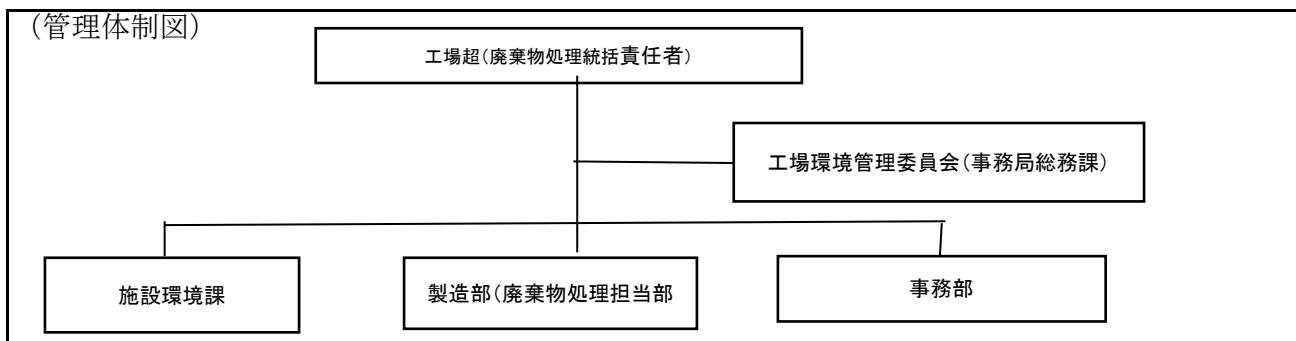 （管理体制図）
工場超（廃棄物処理統括責任者）
工場環境管理委員会（事務局総務課）
施設環境課
製造部（廃棄物処理担当部
事務部